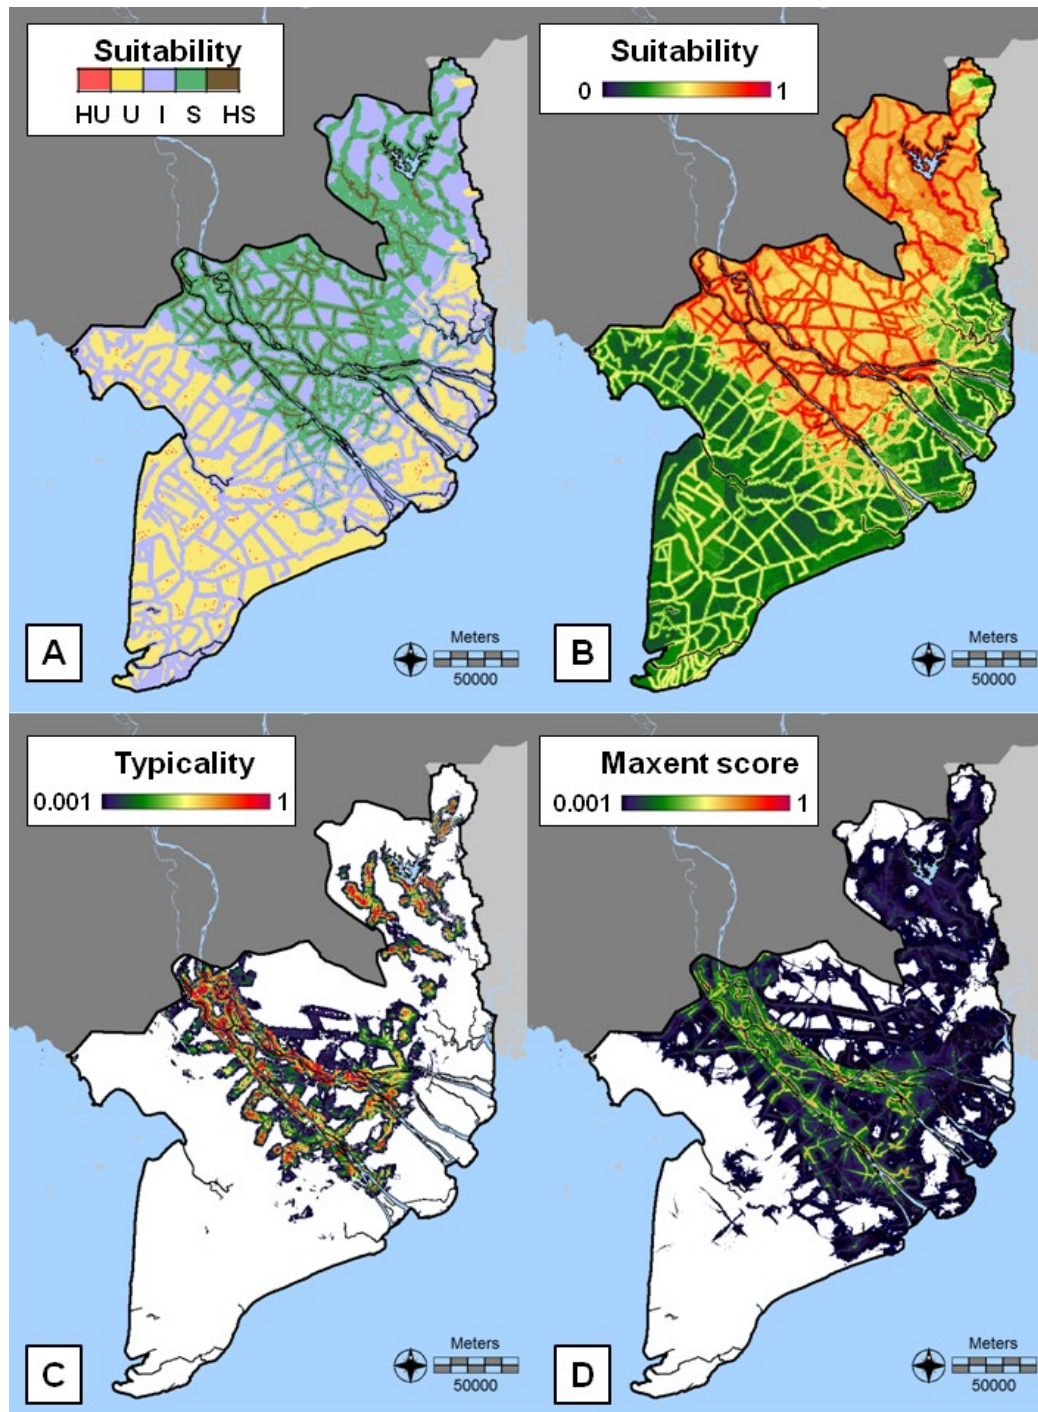 Suitability
HU U I S HS
A
Meters
50000
Suitability
0 1
B
Meters
50000
Typicality
0.001 1
C
Meters
50000
Maxent score
0.001 1
D
Meters
50000